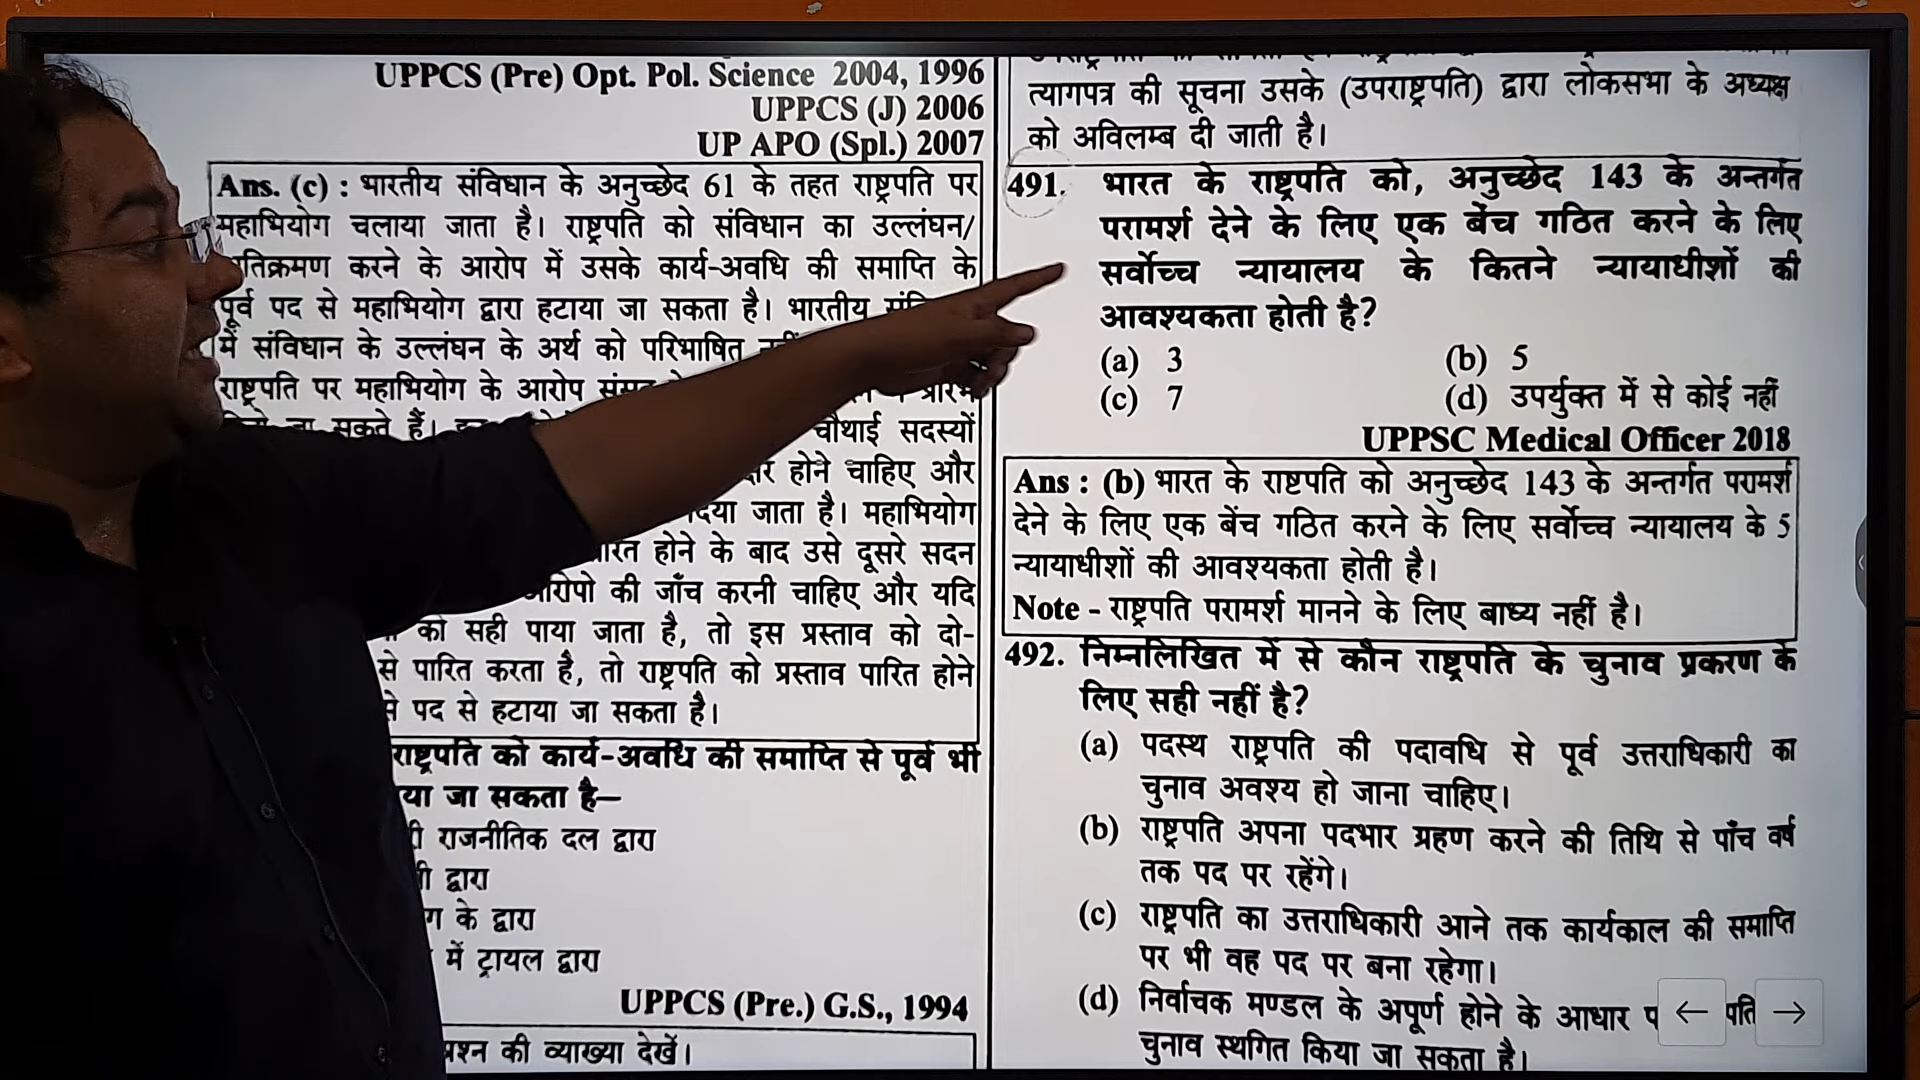 UPPCS (Pre) Opt. Pol. Science 2004, 1996
UPPCS (J) 2006
UP APO (Spl.) 2007
Ans. (c) : भारतीय संविधान के अनुच्छेद 61 के तहत राष्ट्रपति पर
महाभियोग चलाया जाता है। राष्ट्रपति को संविधान का उल्लंघन/
तिक्रमण करने के आरोप में उसके कार्य-अवधि की समाप्ति के
पूर्व पद से महाभियोग द्वारा हटाया जा सकता है। भारतीय
में संविधान के उल्लंघन के अर्थ को परिभाषित
राष्ट्रपति पर महाभियोग के आरोप
जा सकते हैं। चौथाई सदस्यों
होने चाहिए और
दिया जाता है। महाभियोग
होने के बाद उसे दूसरे सदन
की जाँच करनी चाहिए और यदि
को सही पाया जाता है, तो इस प्रस्ताव को दो-
से पारित करता है, तो राष्ट्रपति को प्रस्ताव पारित होने
से पद से हटाया जा सकता है।
राष्ट्रपति को कार्य-अवधि की समाप्ति से पूर्व भी
या जा सकता है–
राजनीतिक दल द्वारा
द्वारा
के द्वारा
में ट्रायल द्वारा
UPPCS (Pre.) G.S., 1994
प्रश्न की व्याख्या देखें।
त्यागपत्र की सूचना उसके (उपराष्ट्रपति) द्वारा लोकसभा के अध्यक्ष
को अविलम्ब दी जाती है।
491. भारत के राष्ट्रपति को, अनुच्छेद 143 के अन्तर्गत
परामर्श देने के लिए एक बेंच गठित करने के लिए
सर्वोच्च न्यायालय के कितने न्यायाधीशों की
आवश्यकता होती है?
(a) 3 (b) 5
(c) 7 (d) उपर्युक्त में से कोई नहीं
UPPSC Medical Officer 2018
Ans : (b) भारत के राष्टपति को अनुच्छेद 143 के अन्तर्गत परामर्श
देने के लिए एक बेंच गठित करने के लिए सर्वोच्च न्यायालय के 5
न्यायाधीशों की आवश्यकता होती है।
Note - राष्ट्रपति परामर्श मानने के लिए बाध्य नहीं है।
492. निम्नलिखित में से कौन राष्ट्रपति के चुनाव प्रकरण के
लिए सही नहीं है?
(a) पदस्थ राष्ट्रपति की पदावधि से पूर्व उत्तराधिकारी का
चुनाव अवश्य हो जाना चाहिए।
(b) राष्ट्रपति अपना पदभार ग्रहण करने की तिथि से पाँच वर्ष
तक पद पर रहेंगे।
(c) राष्ट्रपति का उत्तराधिकारी आने तक कार्यकाल की समाप्ति
पर भी वह पद पर बना रहेगा।
(d) निर्वाचक मण्डल के अपूर्ण होने के आधार
चुनाव स्थगित किया जा सकता है।